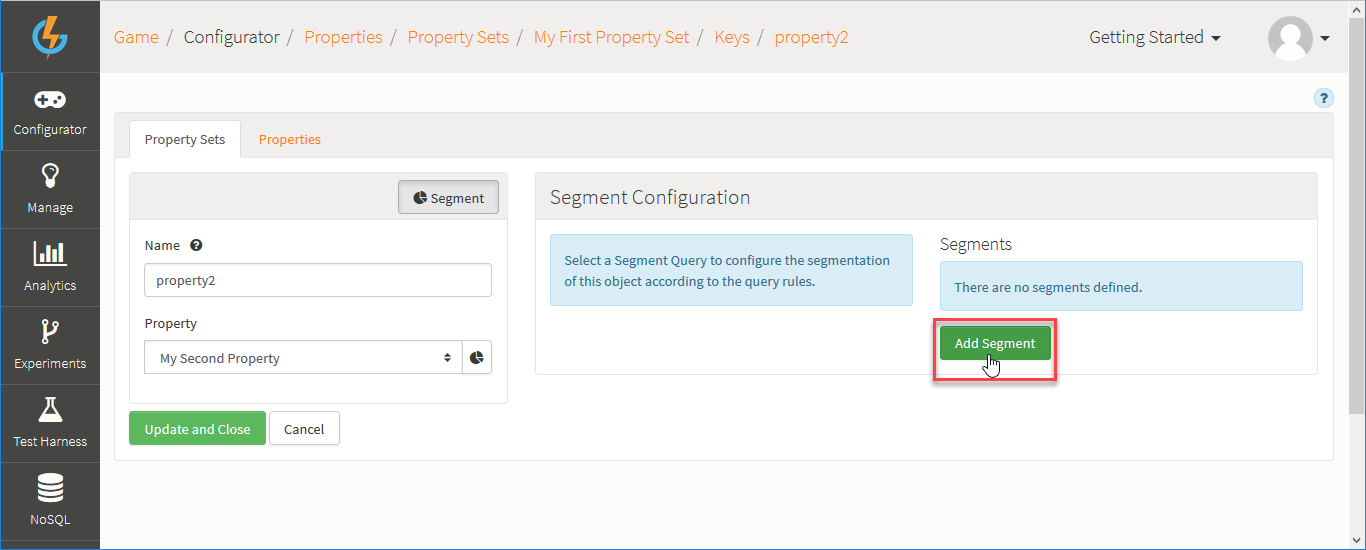 Game / Configurator / Properties / Property Sets / My First Property Set / Keys / property2
Getting Started
Configurator
Manage
Analytics
Experiments
Test Harness
NoSQL
?
Property Sets
Properties
Segment
Name ?
property2
Property
My Second Property
Update and Close
Cancel
Segment Configuration
Select a Segment Query to configure the segmentation
of this object according to the query rules.
Segments
There are no segments defined.
Add Segment